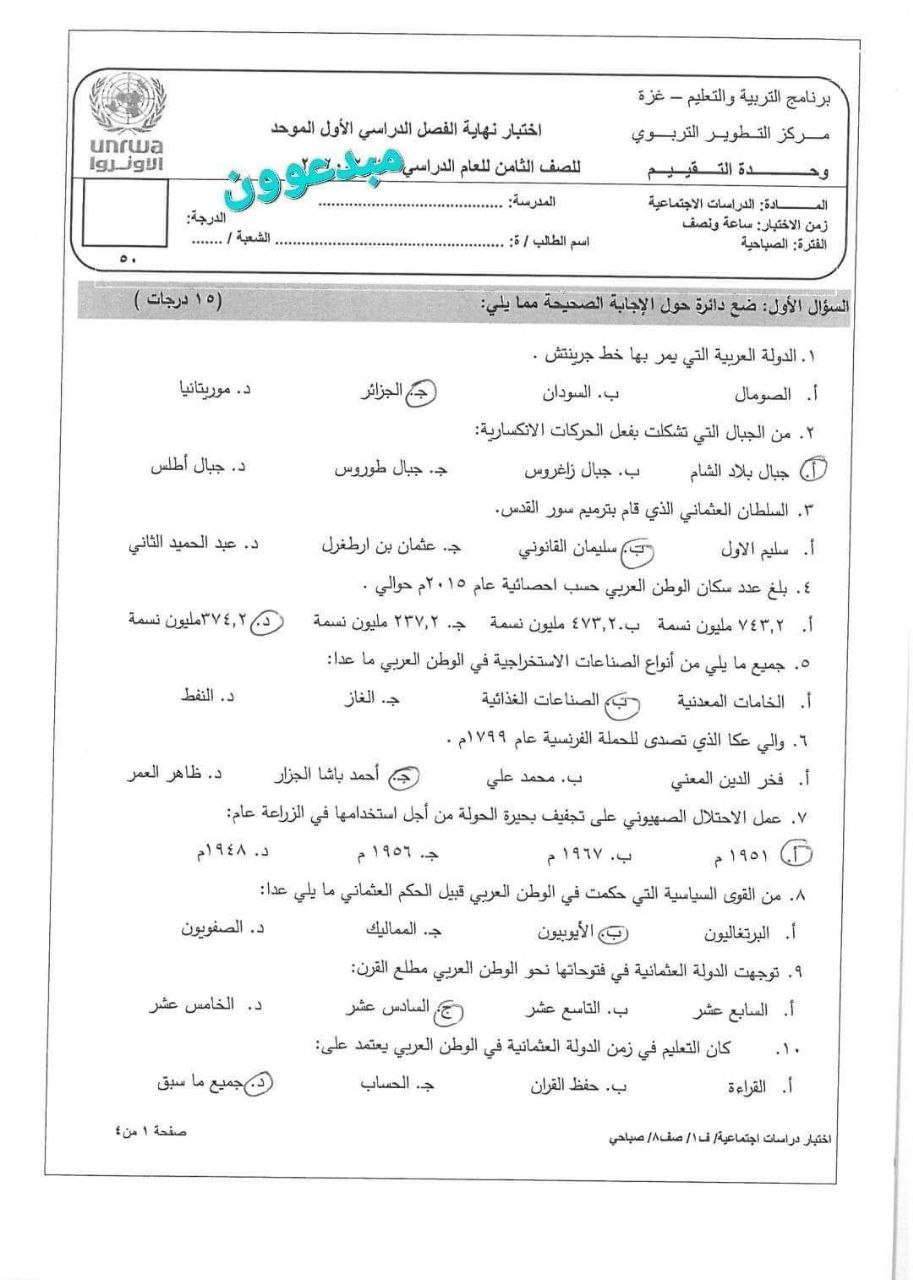 برنامج التربية والتعليم – غزة
مركز التطوير التربوي
وحدة التقييم
اختبار نهاية الفصل الدراسي الأول الموحد
للصف الثامن للعام الدراسي
مبدعوون
unrwa
الاونروا
المادة: الدراسات الاجتماعية
زمن الاختبار: ساعة ونصف
الفترة: الصباحية
المدرسة: ..........................................
اسم الطالب / ة: .................................................... الشعبة / .......
الدرجة:
٥٠
السؤال الأول: ضع دائرة حول الإجابة الصحيحة مما يلي: (١٥ درجات )
١. الدولة العربية التي يمر بها خط جرينتش .
أ. الصومال ب. السودان ج. الجزائر د. موريتانيا
٢. من الجبال التي تشكلت بفعل الحركات الانكسارية:
أ. جبال بلاد الشام ب. جبال زاغروس ج. جبال طوروس د. جبال أطلس
٣. السلطان العثماني الذي قام بترميم سور القدس.
أ. سليم الاول ب. سليمان القانوني ج. عثمان بن ارطغرل د. عبد الحميد الثاني
٤. بلغ عدد سكان الوطن العربي حسب احصائية عام ٢٠١٥م حوالي .
أ. ٧٤٣,٢ مليون نسمة ب. ٤٧٣,٢ مليون نسمة ج. ٢٣٧,٢ مليون نسمة د. ٣٧٤,٢مليون نسمة
٥. جميع ما يلي من أنواع الصناعات الاستخراجية في الوطن العربي ما عدا:
أ. الخامات المعدنية ب. الصناعات الغذائية ج. الغاز د. النفط
٦. والي عكا الذي تصدى للحملة الفرنسية عام ١٧٩٩م .
أ. فخر الدين المعني ب. محمد علي ج. أحمد باشا الجزار د. ظاهر العمر
٧. عمل الاحتلال الصهيوني على تجفيف بحيرة الحولة من أجل استخدامها في الزراعة عام:
أ. ١٩٥١ م ب. ١٩٦٧ م ج. ١٩٥٦ م د. ١٩٤٨م
٨. من القوى السياسية التي حكمت في الوطن العربي قبيل الحكم العثماني ما يلي عدا:
أ. البرتغاليون ب. الأيوبيون ج. المماليك د. الصفويون
٩. توجهت الدولة العثمانية في فتوحاتها نحو الوطن العربي مطلع القرن:
أ. السابع عشر ب. التاسع عشر ج. السادس عشر د. الخامس عشر
١٠. كان التعليم في زمن الدولة العثمانية في الوطن العربي يعتمد على:
أ. القراءة ب. حفظ القران ج. الحساب د. جميع ما سبق
اختبار دراسات اجتماعية/ ف١/ صف٨/ صباحي
صفحة ١ من٤